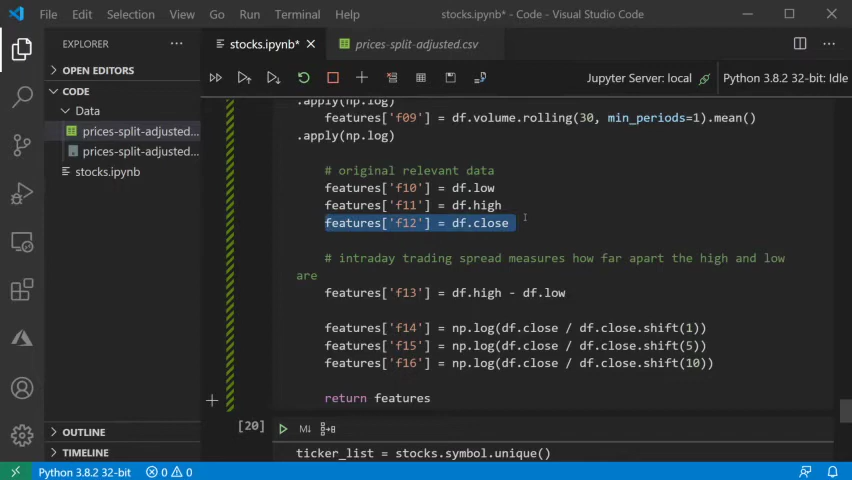 File Edit Selection View Go Run Terminal Help stocks.ipynb* - Code - Visual Studio Code
EXPLORER
OPEN EDITORS
CODE
Data
prices-split-adjusted...
prices-split-adjusted...
stocks.ipynb
OUTLINE
TIMELINE
stocks.ipynb* prices-split-adjusted.csv
Jupyter Server: local Python 3.8.2 32-bit: Idle
.apply(np.log)
features['f09'] = df.volume.rolling(30, min_periods=1).mean()
.apply(np.log)
# original relevant data
features['f10'] = df.low
features['f11'] = df.high
features['f12'] = df.close
# intraday trading spread measures how far apart the high and low
are
features['f13'] = df.high - df.low
features['f14'] = np.log(df.close / df.close.shift(1))
features['f15'] = np.log(df.close / df.close.shift(5))
features['f16'] = np.log(df.close / df.close.shift(10))
return features
[20]
M↓
ticker_list = stocks.symbol.unique()
Python 3.8.2 32-bit 0 0